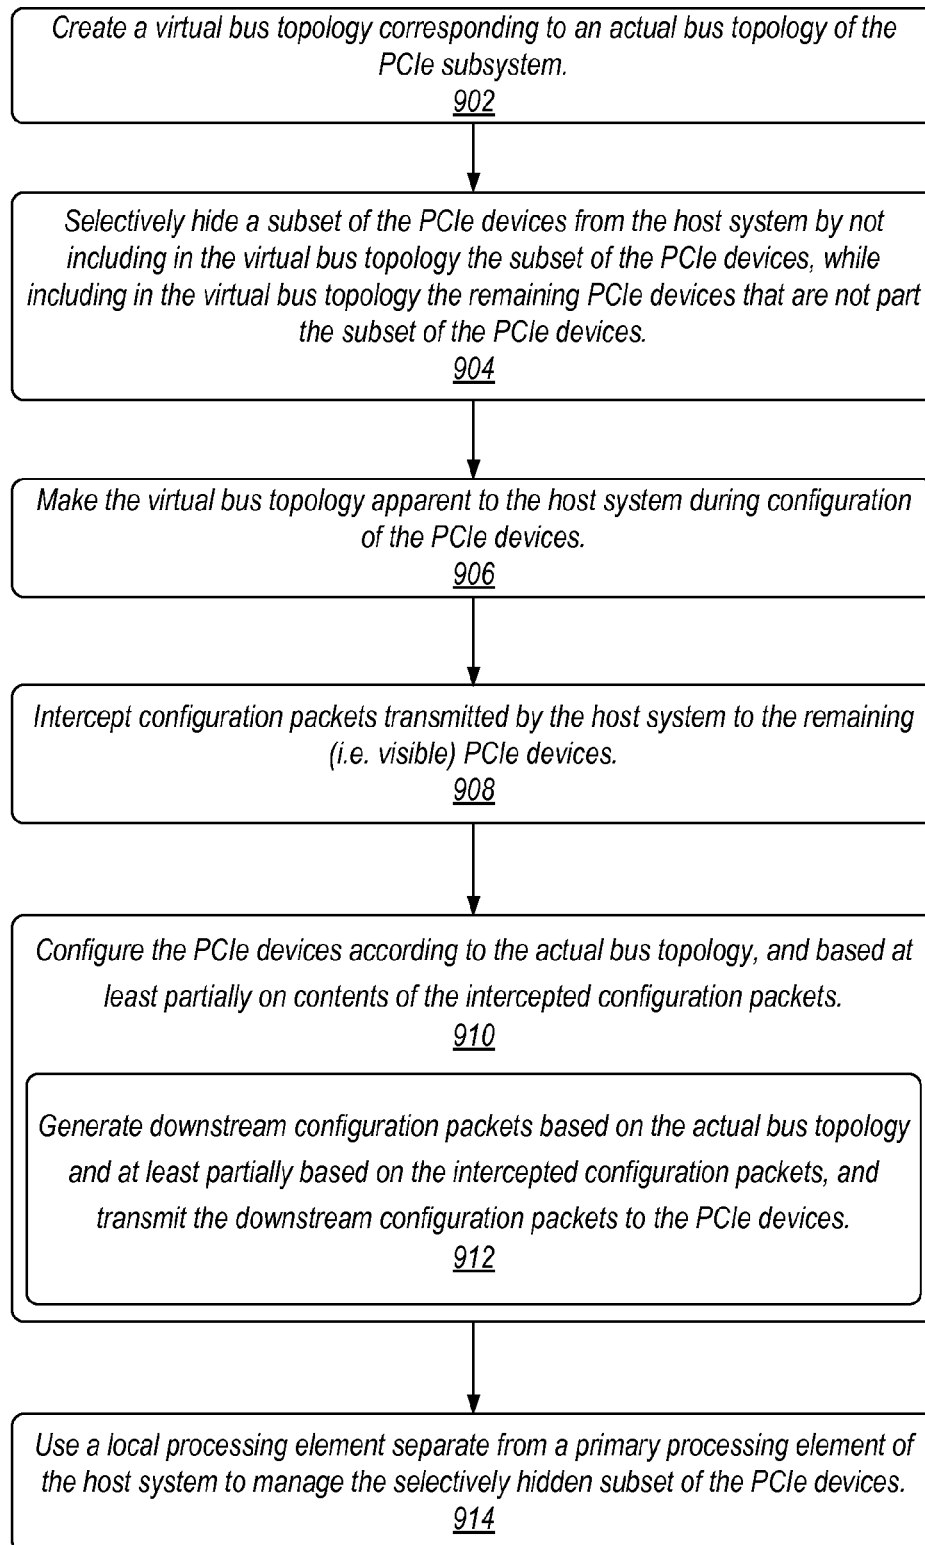 Create a virtual bus topology corresponding to an actual bus topology of the
PCIe subsystem.
902
Selectively hide a subset of the PCIe devices from the host system by not
including in the virtual bus topology the subset of the PCIe devices, while
including in the virtual bus topology the remaining PCIe devices that are not part
the subset of the PCIe devices.
904
Make the virtual bus topology apparent to the host system during configuration
of the PCIe devices.
906
Intercept configuration packets transmitted by the host system to the remaining
(i.e. visible) PCIe devices.
908
Configure the PCIe devices according to the actual bus topology, and based at
least partially on contents of the intercepted configuration packets.
910
Generate downstream configuration packets based on the actual bus topology
and at least partially based on the intercepted configuration packets, and
transmit the downstream configuration packets to the PCIe devices.
912
Use a local processing element separate from a primary processing element of
the host system to manage the selectively hidden subset of the PCIe devices.
914